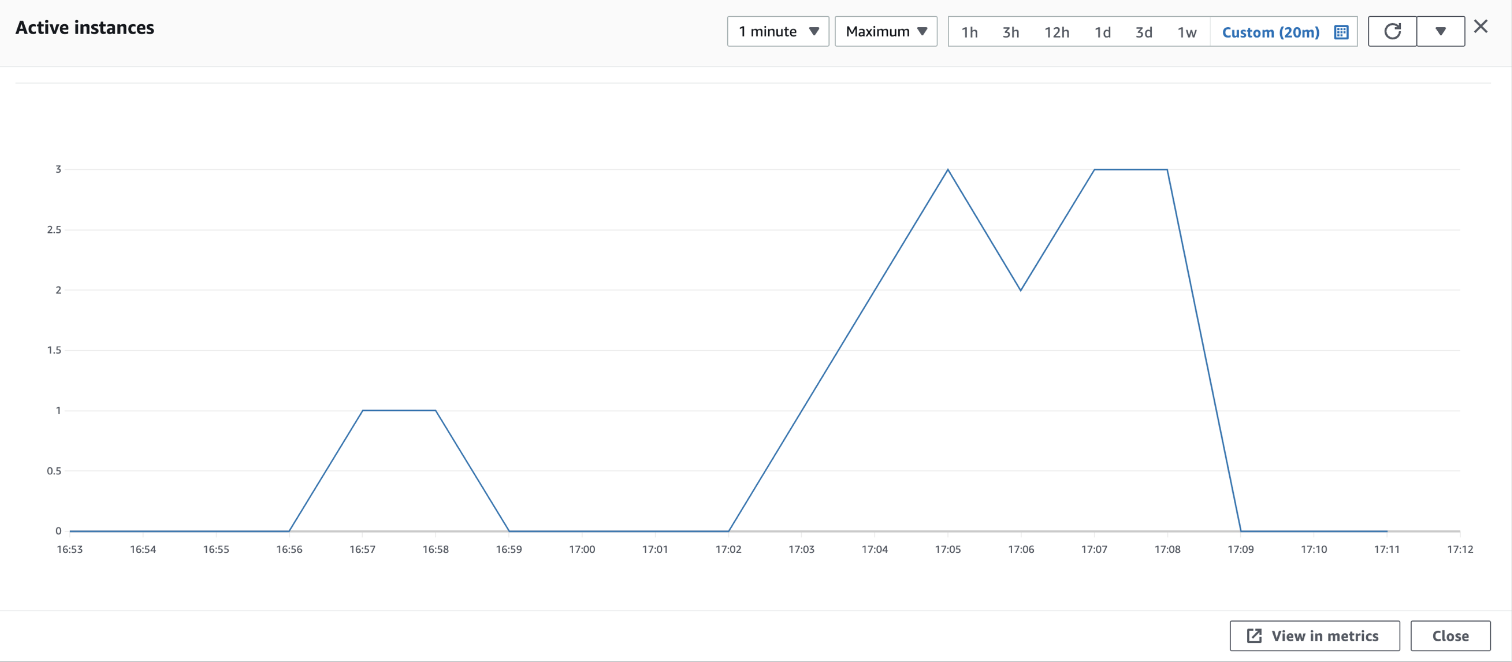 Active instances
1 minute
Maximum
1h 3h 12h 1d 3d 1w Custom (20m)
3
2.5
2
1.5
1
0.5
0
16:53 16:54 16:55 16:56 16:57 16:58 16:59 17:00 17:01 17:02 17:03 17:04 17:05 17:06 17:07 17:08 17:09 17:10 17:11 17:12
View in metrics
Close